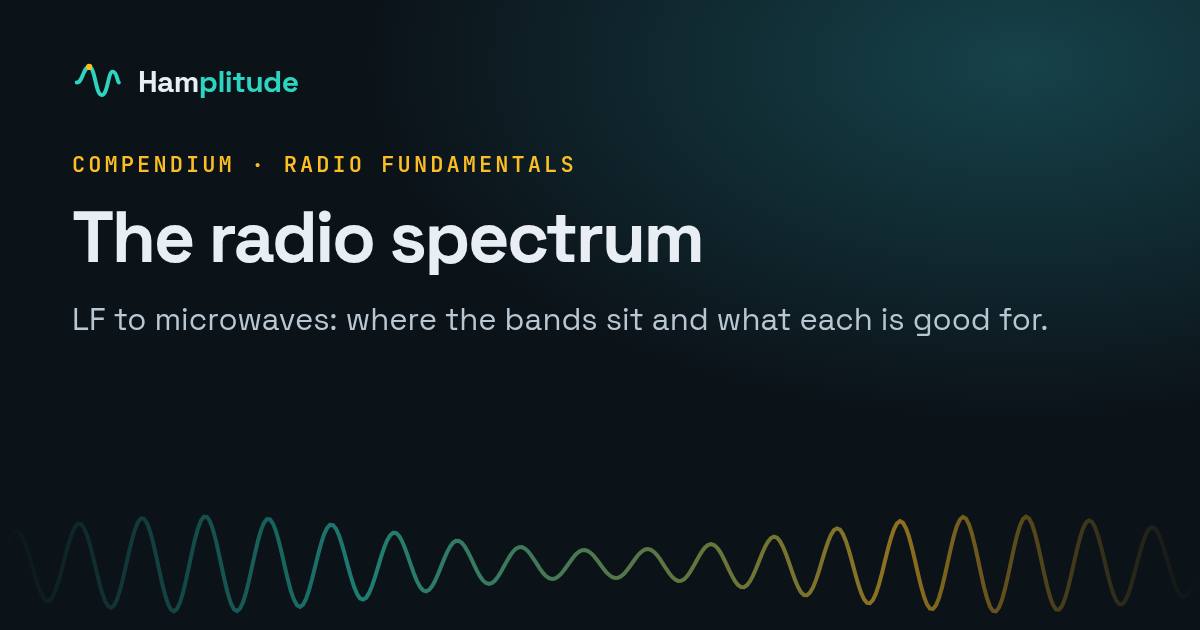 Hamplitude
COMPENDIUM · RADIO FUNDAMENTALS
The radio spectrum
LF to microwaves: where the bands sit and what each is good for.